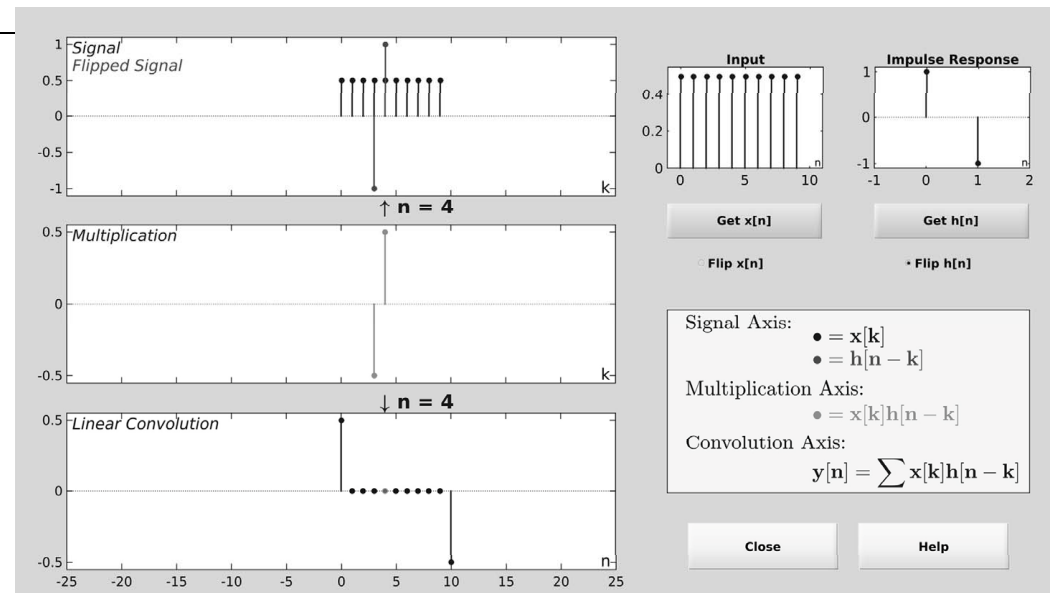 Signal
Flipped Signal
1
0.5
0
-0.5
-1
k
↑ n = 4
Multiplication
0.5
0
-0.5
k
↓ n = 4
Linear Convolution
0.5
0
-0.5
n
-25 -20 -15 -10 -5 0 5 10 15 20 25
Input
0.4
0.2
0
n
0 5 10
Impulse Response
1
0
-1
n
-1 0 1 2
Get x[n]
Get h[n]
Flip x[n]
Flip h[n]
Signal Axis:
● = x[k]
● = h[n − k]
Multiplication Axis:
● = x[k]h[n − k]
Convolution Axis:
y[n] = ∑ x[k]h[n − k]
Close
Help